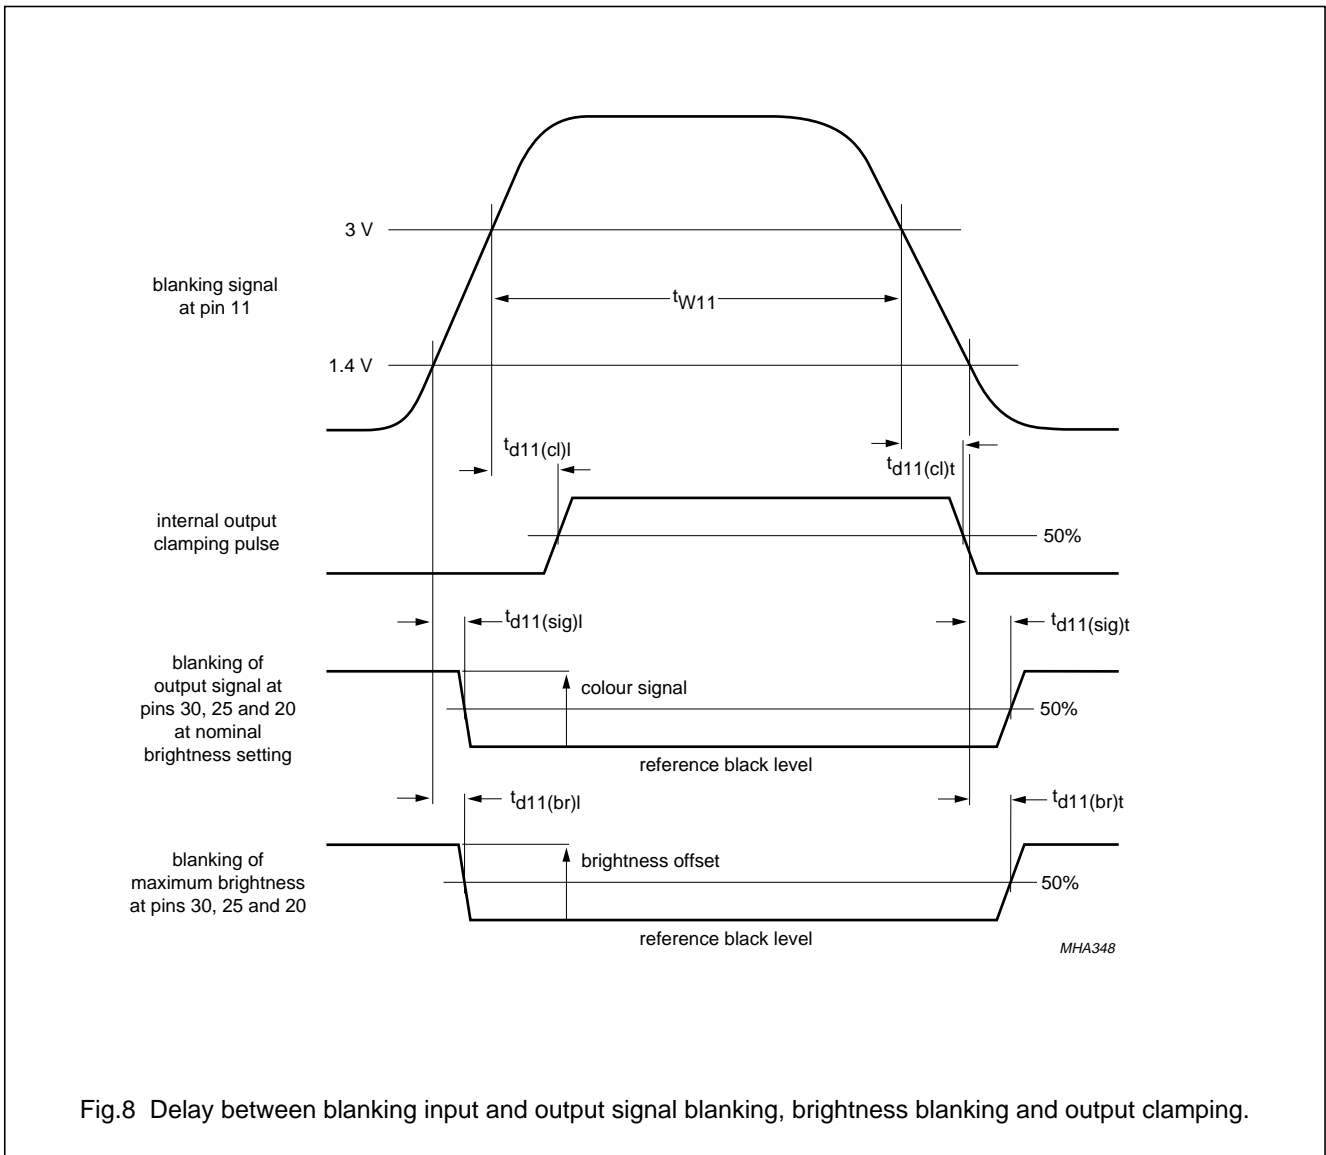 3 V
blanking signal
at pin 11
tW11
1.4 V
td11(cl)l
td11(cl)t
internal output
clamping pulse
50%
td11(sig)l
td11(sig)t
blanking of
output signal at
pins 30, 25 and 20
at nominal
brightness setting
colour signal
50%
reference black level
td11(br)l
td11(br)t
blanking of
maximum brightness
at pins 30, 25 and 20
brightness offset
50%
reference black level
MHA348
Fig.8 Delay between blanking input and output signal blanking, brightness blanking and output clamping.